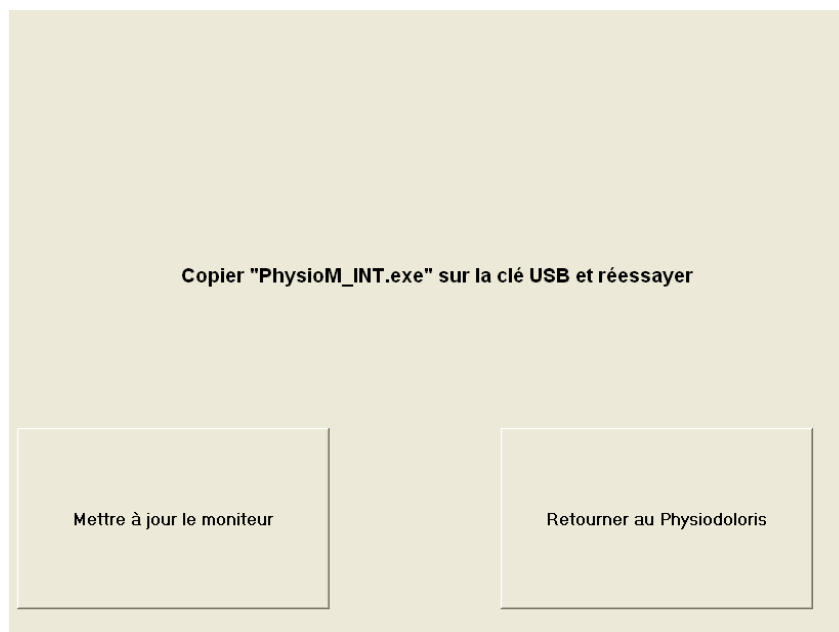 Copier "PhysioM_INT.exe" sur la clé USB et réessayer
Mettre à jour le moniteur
Retourner au Physiodoloris